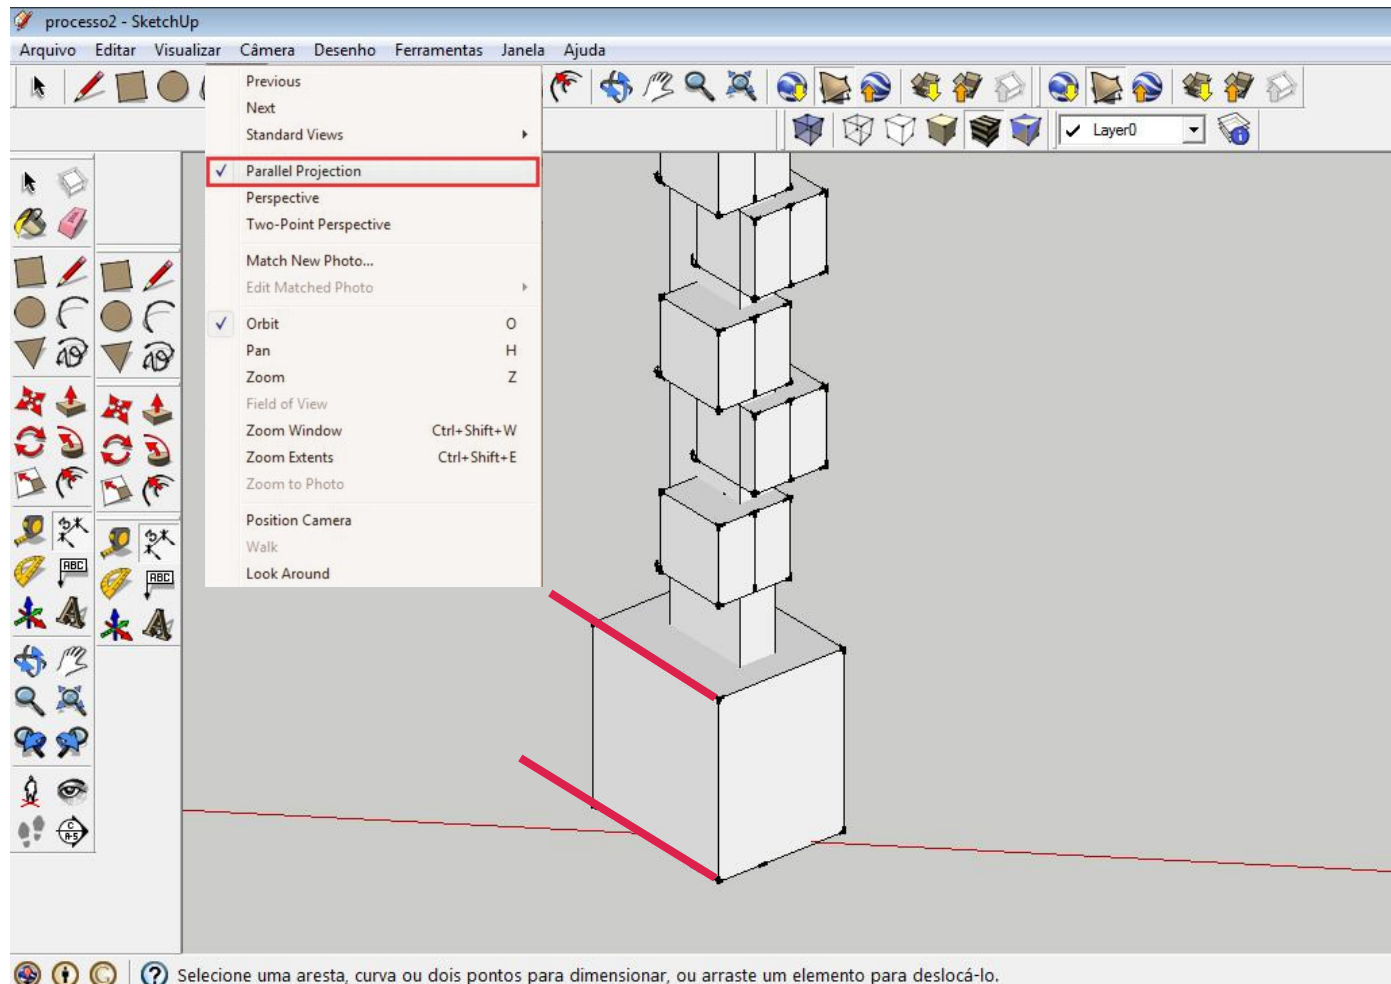 processo2 - SketchUp
Arquivo Editar Visualizar Câmera Desenho Ferramentas Janela Ajuda
Previous
Next
Standard Views
Layer0
Parallel Projection
Perspective
Two-Point Perspective
Match New Photo...
Edit Matched Photo
Orbit O
Pan H
Zoom Z
Field of View
Zoom Window Ctrl+Shift+W
Zoom Extents Ctrl+Shift+E
Zoom to Photo
Position Camera
Walk
Look Around
ABC
ABC
Selecione uma aresta, curva ou dois pontos para dimensionar, ou arraste um elemento para deslocá-lo.